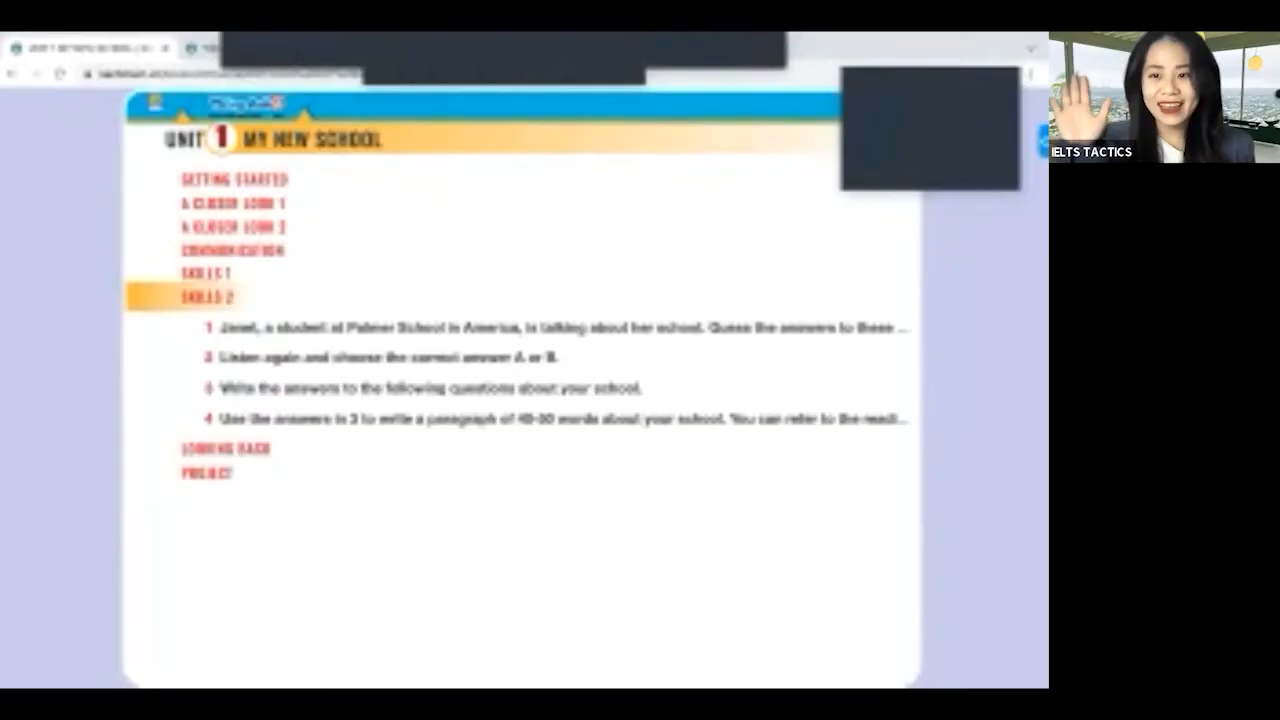 UNIT 1 MY NEW SCHOOL
IELTS TACTICS
GETTING STARTED
A CLOSER LOOK 1
A CLOSER LOOK 2
COMMUNICATION
SKILLS 1
SKILLS 2
1 Janet, a student at Palmer School in America, is talking about her school. Guess the answers to these ...
2 Listen again and choose the correct answer A or B.
3 Write the answers to the following questions about your school.
4 Use the answers in 3 to write a paragraph of 40-50 words about your school. You can refer to the readi...
LOOKING BACK
PROJECT